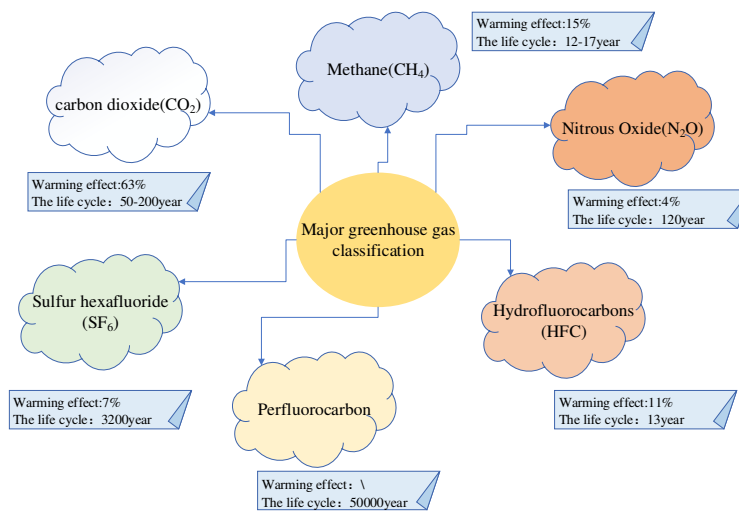 Warming effect:15%
The life cycle：12-17year
Methane(CH₄)
carbon dioxide(CO₂)
Nitrous Oxide(N₂O)
Warming effect:63%
The life cycle：50-200year
Warming effect:4%
The life cycle：120year
Major greenhouse gas
classification
Sulfur hexafluoride
(SF₆)
Hydrofluorocarbons
(HFC)
Warming effect:7%
The life cycle：3200year
Perfluorocarbon
Warming effect:11%
The life cycle：13year
Warming effect：\
The life cycle：50000year